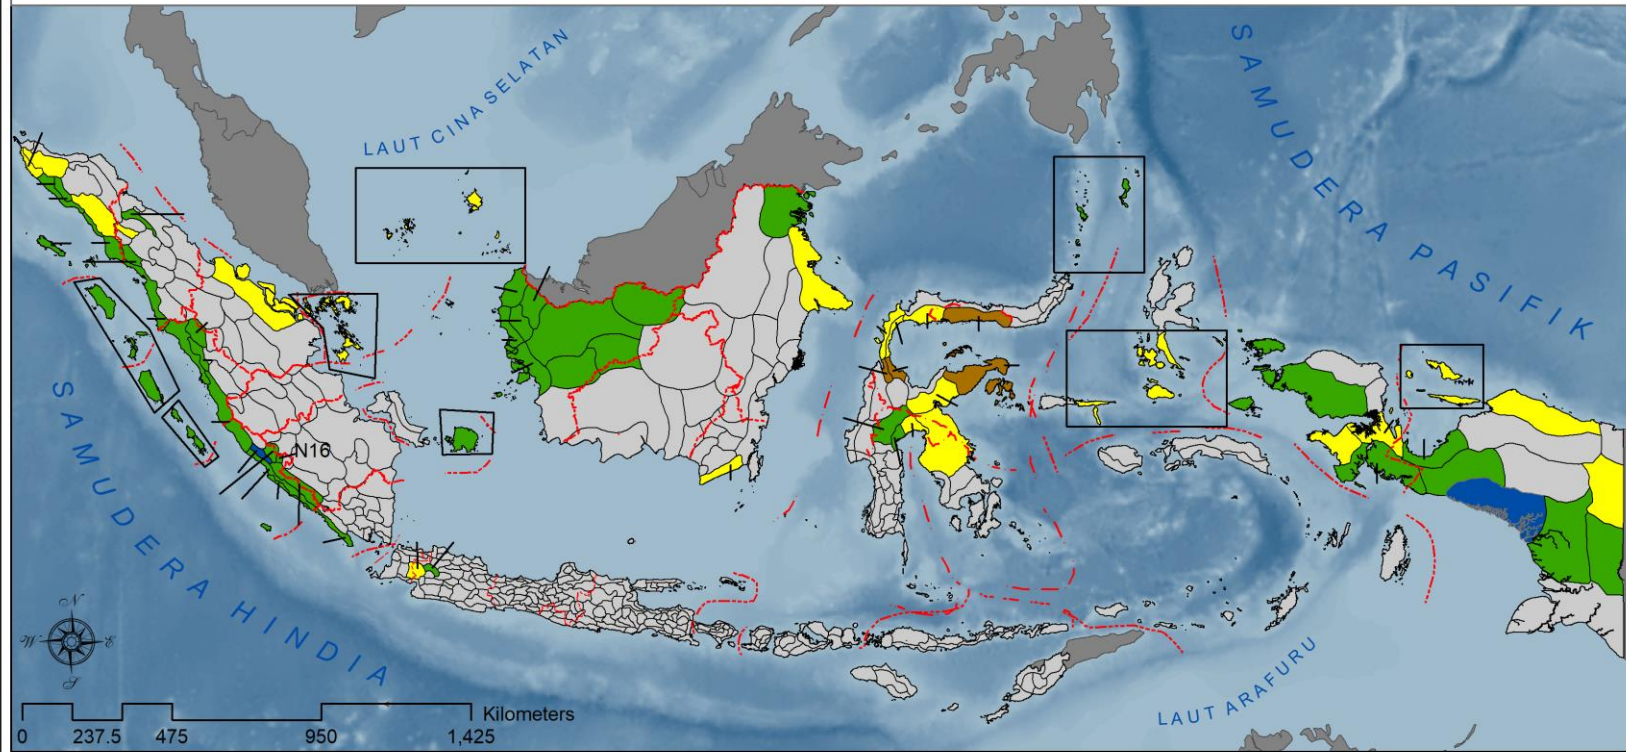 LAUT CINA SELATAN
SAMUDERA PASIFIK
N16
SAMUDERA HINDIA
N
W
E
S
Kilometers
0 237.5 475 950 1,425
LAUT ARAFURU